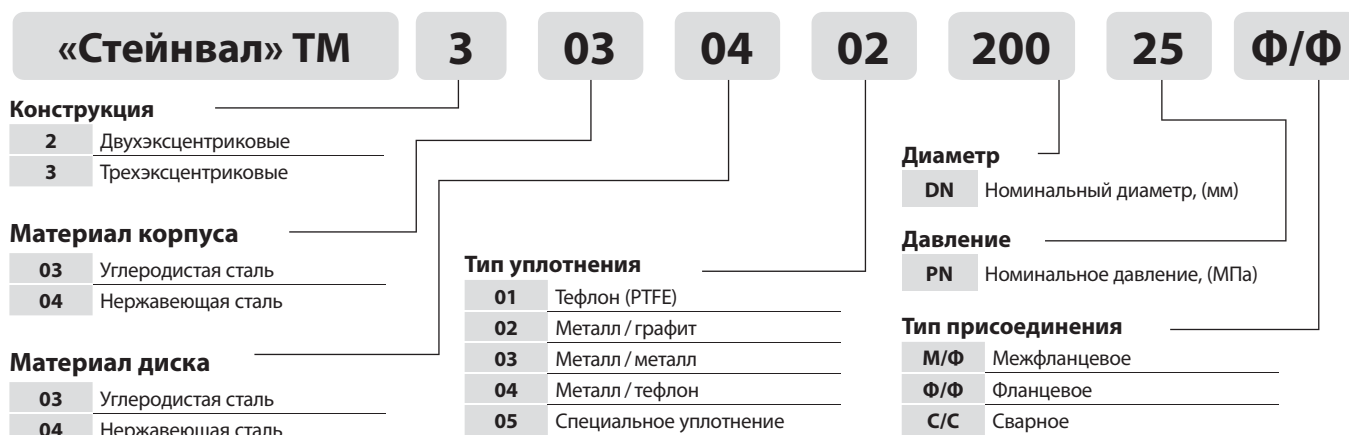 «Стейнвал» ТМ 3 03 04 02 200 25 Ф/Ф
Конструкция
2 Двухэксцентриковые
3 Трехэксцентриковые
Материал корпуса
03 Углеродистая сталь
04 Нержавеющая сталь
Материал диска
03 Углеродистая сталь
04 Нержавеющая сталь
Тип уплотнения
01 Тефлон (PTFE)
02 Металл / графит
03 Металл / металл
04 Металл / тефлон
05 Специальное уплотнение
Диаметр
DN Номинальный диаметр, (мм)
Давление
PN Номинальное давление, (МПа)
Тип присоединения
М/Ф Межфланцевое
Ф/Ф Фланцевое
С/С Сварное